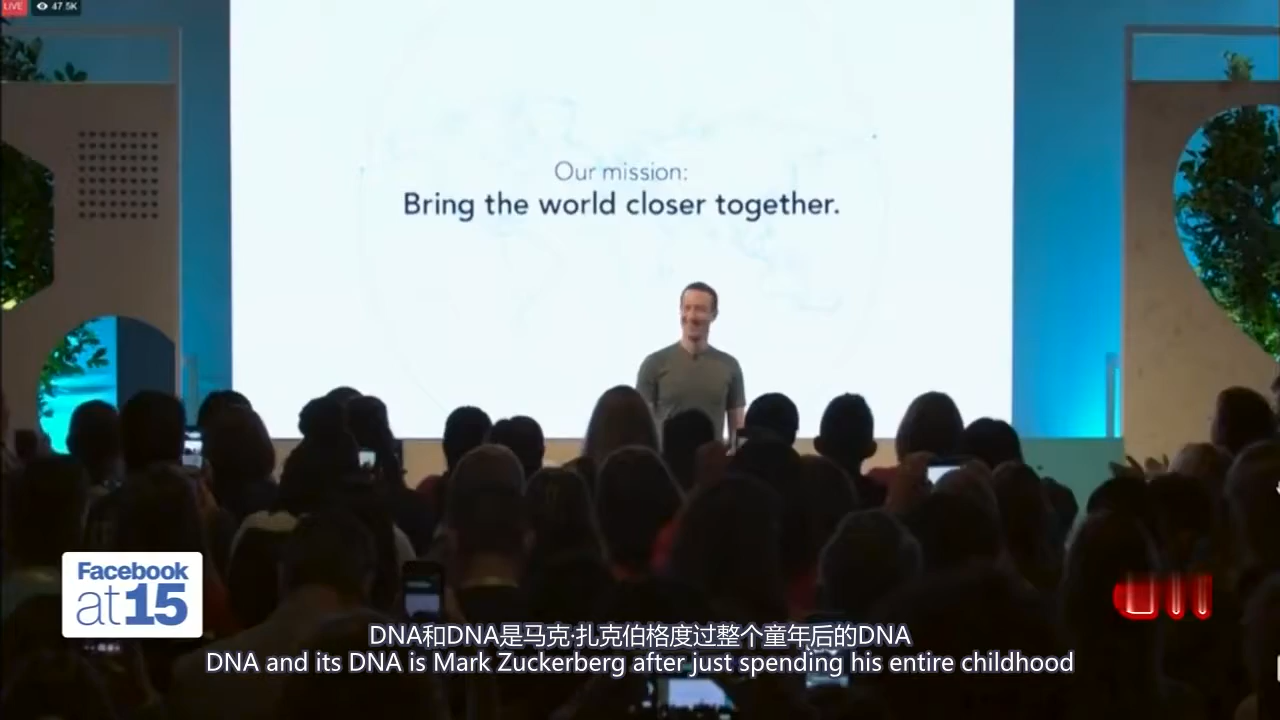 LIVE 47.5K
Our mission:
Bring the world closer together.
Facebook
at15
CNN
DNA和DNA是马克·扎克伯格度过整个童年后的DNA
DNA and its DNA is Mark Zuckerberg after just spending his entire childhood